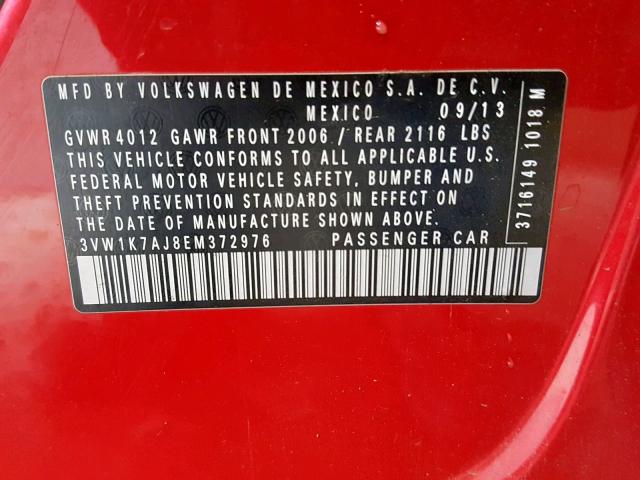 MFD BY VOLKSWAGEN DE MEXICO S.A. DE C.V.
MEXICO 09/13
GVWR 4012 GAWR FRONT 2006 / REAR 2116 LBS
THIS VEHICLE CONFORMS TO ALL APPLICABLE U.S.
FEDERAL MOTOR VEHICLE SAFETY, BUMPER AND
THEFT PREVENTION STANDARDS IN EFFECT ON
THE DATE OF MANUFACTURE SHOWN ABOVE.
3VW1K7AJ8EM372976 PASSENGER CAR
3716149 1018 M